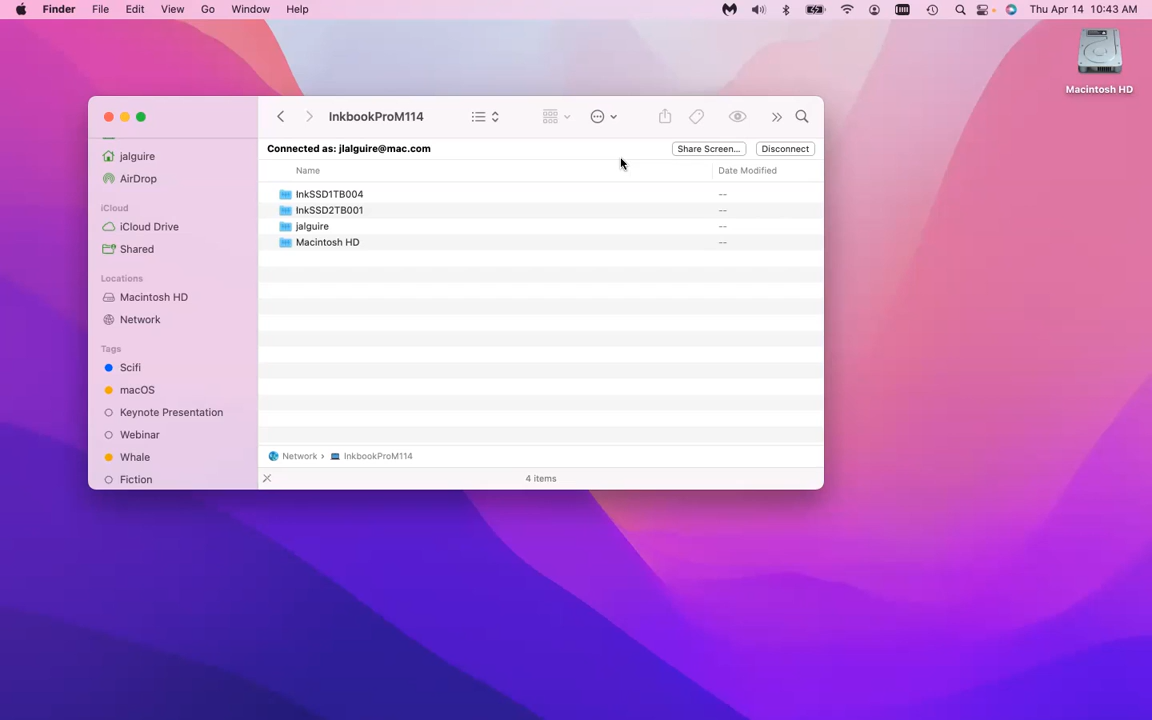 Finder File Edit View Go Window Help Thu Apr 14 10:43 AM
Macintosh HD
InkbookProM114
Connected as: jlalguire@mac.com Share Screen... Disconnect
Name Date Modified
InkSSD1TB004 --
InkSSD2TB001 --
jalguire --
Macintosh HD --
Network › InkbookProM114
4 items
jalguire
AirDrop
iCloud
iCloud Drive
Shared
Locations
Macintosh HD
Network
Tags
Scifi
macOS
Keynote Presentation
Webinar
Whale
Fiction